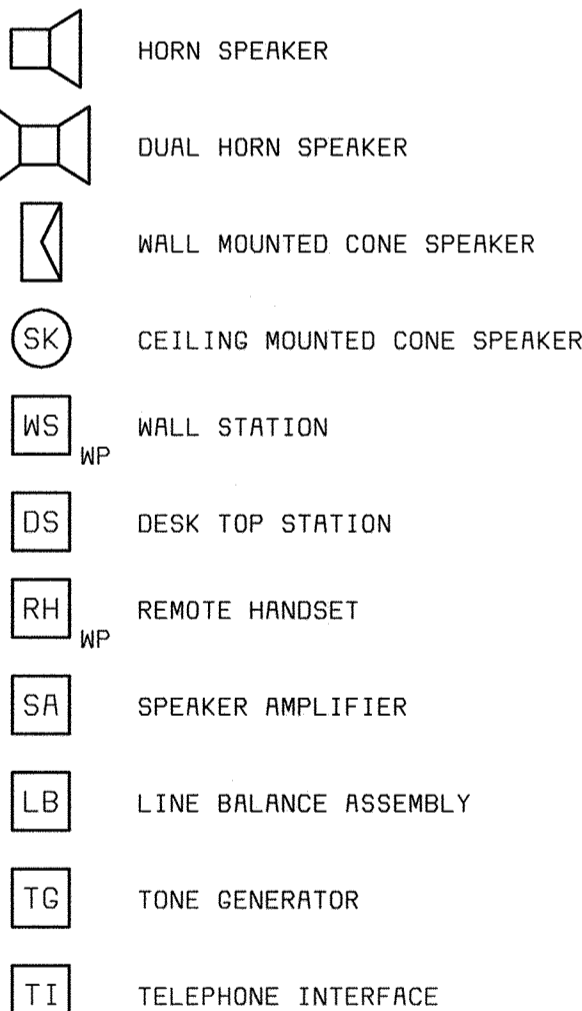 HORN SPEAKER
DUAL HORN SPEAKER
WALL MOUNTED CONE SPEAKER
SK CEILING MOUNTED CONE SPEAKER
WS WP WALL STATION
DS DESK TOP STATION
RH WP REMOTE HANDSET
SA SPEAKER AMPLIFIER
LB LINE BALANCE ASSEMBLY
TG TONE GENERATOR
TI TELEPHONE INTERFACE